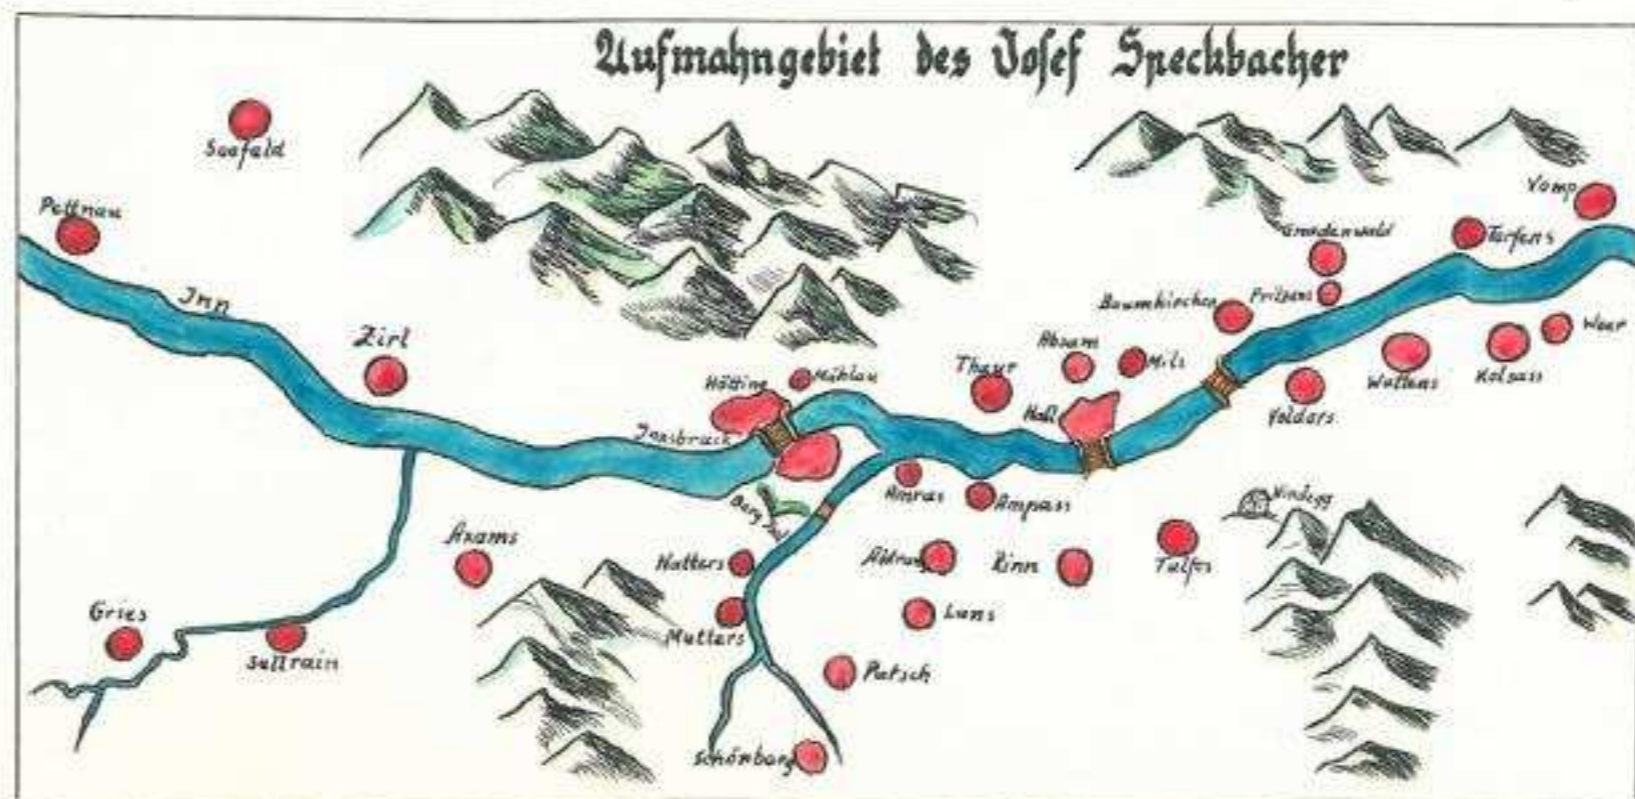 Aufmahngebiet des Josef Speckbacher
Seefeld
Pettnau
Inn
Zirl
Vomp
Terfens
Gnadenwald
Fritzens
Baumkirchen
Weer
Kolsass
Wattens
Volders
Absam
Mils
Thaur
Hall
Hötting
Mühlau
Innsbruck
Berg Isel
Amras
Ampass
Windegg
Axams
Natters
Aldrans
Rinn
Tulfes
Gries
Sellrain
Mutters
Lans
Patsch
Schönberg